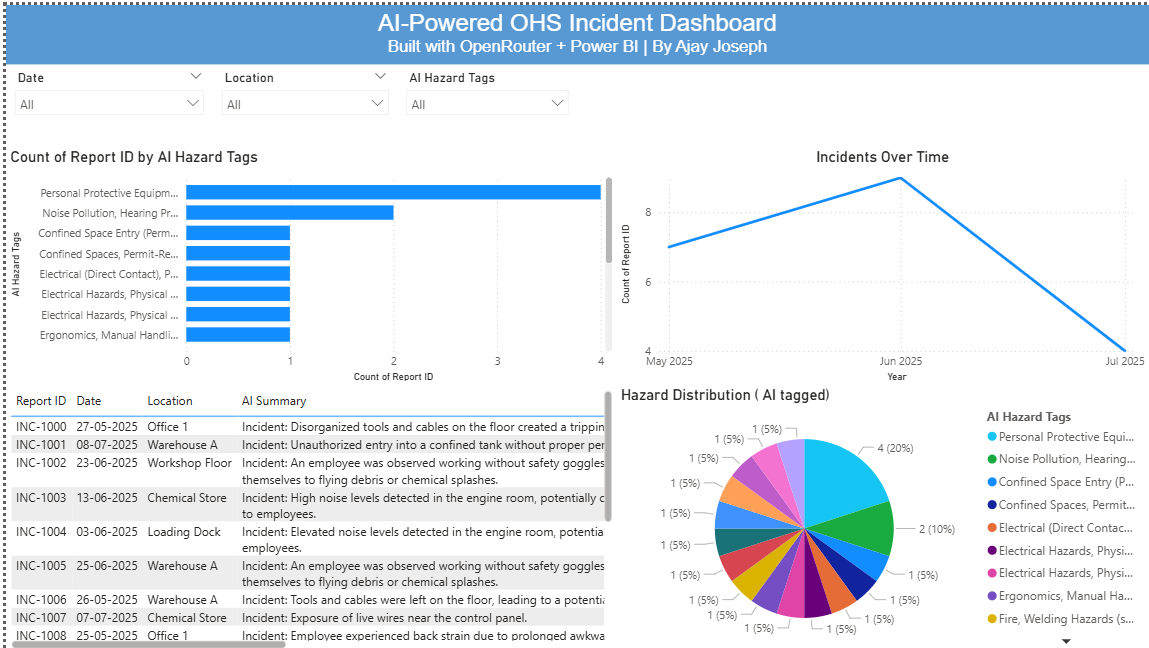 AI-Powered OHS Incident Dashboard
Built with OpenRouter + Power BI | By Ajay Joseph
Date
Location
AI Hazard Tags
All
All
All
Count of Report ID by AI Hazard Tags
AI Hazard Tags
Personal Protective Equipm...
Noise Pollution, Hearing Pr...
Confined Space Entry (Perm...
Confined Spaces, Permit-Re...
Electrical (Direct Contact), P...
Electrical Hazards, Physical ...
Electrical Hazards, Physical ...
Ergonomics, Manual Handli...
0 1 2 3 4
Count of Report ID
Incidents Over Time
Count of Report ID
8
6
4
May 2025 Jun 2025 Jul 2025
Year
Report ID Date Location AI Summary
INC-1000 27-05-2025 Office 1 Incident: Disorganized tools and cables on the floor created a trippin
INC-1001 08-07-2025 Warehouse A Incident: Unauthorized entry into a confined tank without proper per
INC-1002 23-06-2025 Workshop Floor Incident: An employee was observed working without safety goggles
themselves to flying debris or chemical splashes.
INC-1003 13-06-2025 Chemical Store Incident: High noise levels detected in the engine room, potentially c
to employees.
INC-1004 03-06-2025 Loading Dock Incident: Elevated noise levels detected in the engine room, potentia
employees.
INC-1005 25-06-2025 Warehouse A Incident: An employee was observed working without safety goggles
themselves to flying debris or chemical splashes.
INC-1006 26-05-2025 Warehouse A Incident: Tools and cables were left on the floor, leading to a potentia
INC-1007 07-07-2025 Chemical Store Incident: Exposure of live wires near the control panel.
INC-1008 25-05-2025 Office 1 Incident: Employee experienced back strain due to prolonged awkwa
Hazard Distribution ( AI tagged)
4 (20%)
2 (10%)
1 (5%)
1 (5%)
1 (5%)
1 (5%)
1 (5%)
1 (5%)
1 (5%)
1 (5%)
1 (5%)
1 (5%)
1 (5%)
1 (5%)
1 (5%)
1 (5%)
AI Hazard Tags
Personal Protective Equi...
Noise Pollution, Hearing...
Confined Space Entry (P...
Confined Spaces, Permit...
Electrical (Direct Contac...
Electrical Hazards, Physi...
Electrical Hazards, Physi...
Ergonomics, Manual Ha...
Fire, Welding Hazards (s...